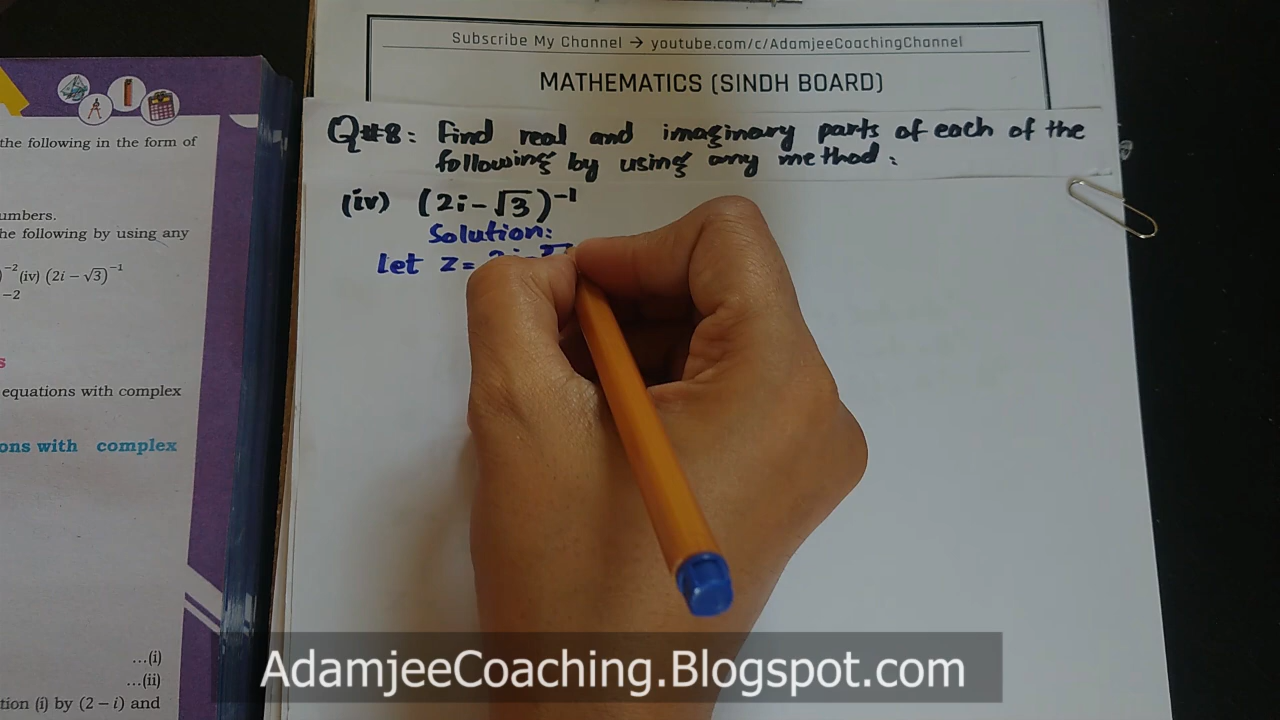 Subscribe My Channel → youtube.com/c/AdamjeeCoachingChannel
MATHEMATICS (SINDH BOARD)
Q#8: Find real and imaginary parts of each of the
following by using any method:
(iv) (2i-√3)⁻¹
Solution:
Let z = 2i-√
the following in the form of
umbers.
he following by using any
)⁻² (iv) (2i − √3)⁻¹
−2
s
equations with complex
ons with complex
...(i)
...(ii)
tion (i) by (2 − i) and
AdamjeeCoaching.Blogspot.com